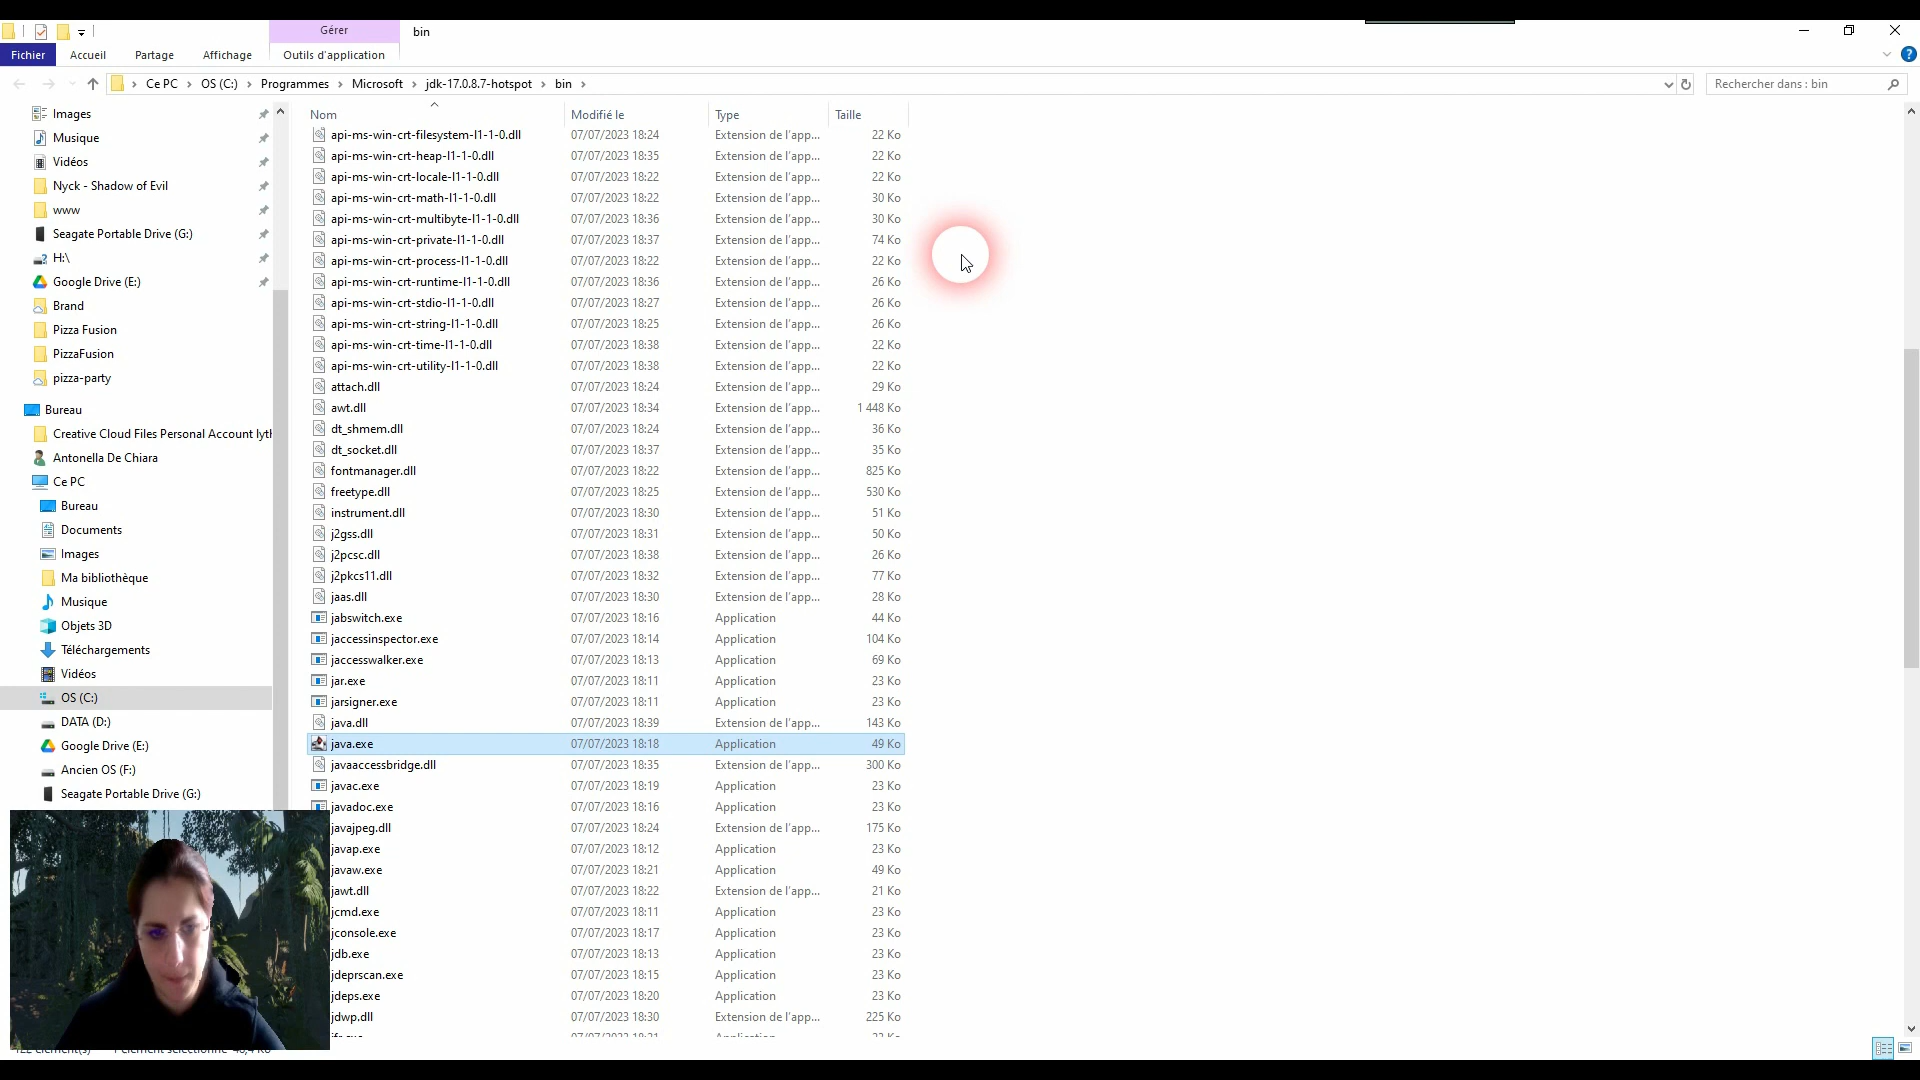 Gérer
bin
Fichier
Accueil
Partage
Affichage
Outils d'application
Ce PC > OS (C:) > Programmes > Microsoft > jdk-17.0.8.7-hotspot > bin >
Rechercher dans : bin
Images
Musique
Vidéos
Nyck - Shadow of Evil
www
Seagate Portable Drive (G:)
H:\
Google Drive (E:)
Brand
Pizza Fusion
PizzaFusion
pizza-party
Bureau
Creative Cloud Files Personal Account lyth
Antonella De Chiara
Ce PC
Bureau
Documents
Images
Ma bibliothèque
Musique
Objets 3D
Téléchargements
Vidéos
OS (C:)
DATA (D:)
Google Drive (E:)
Ancien OS (F:)
Seagate Portable Drive (G:)
Nom Modifié le Type Taille
api-ms-win-crt-filesystem-l1-1-0.dll 07/07/2023 18:24 Extension de l'app... 22 Ko
api-ms-win-crt-heap-l1-1-0.dll 07/07/2023 18:35 Extension de l'app... 22 Ko
api-ms-win-crt-locale-l1-1-0.dll 07/07/2023 18:22 Extension de l'app... 22 Ko
api-ms-win-crt-math-l1-1-0.dll 07/07/2023 18:22 Extension de l'app... 30 Ko
api-ms-win-crt-multibyte-l1-1-0.dll 07/07/2023 18:36 Extension de l'app... 30 Ko
api-ms-win-crt-private-l1-1-0.dll 07/07/2023 18:37 Extension de l'app... 74 Ko
api-ms-win-crt-process-l1-1-0.dll 07/07/2023 18:22 Extension de l'app... 22 Ko
api-ms-win-crt-runtime-l1-1-0.dll 07/07/2023 18:36 Extension de l'app... 26 Ko
api-ms-win-crt-stdio-l1-1-0.dll 07/07/2023 18:27 Extension de l'app... 26 Ko
api-ms-win-crt-string-l1-1-0.dll 07/07/2023 18:25 Extension de l'app... 26 Ko
api-ms-win-crt-time-l1-1-0.dll 07/07/2023 18:38 Extension de l'app... 22 Ko
api-ms-win-crt-utility-l1-1-0.dll 07/07/2023 18:38 Extension de l'app... 22 Ko
attach.dll 07/07/2023 18:24 Extension de l'app... 29 Ko
awt.dll 07/07/2023 18:34 Extension de l'app... 1 448 Ko
dt_shmem.dll 07/07/2023 18:24 Extension de l'app... 36 Ko
dt_socket.dll 07/07/2023 18:37 Extension de l'app... 35 Ko
fontmanager.dll 07/07/2023 18:22 Extension de l'app... 825 Ko
freetype.dll 07/07/2023 18:25 Extension de l'app... 530 Ko
instrument.dll 07/07/2023 18:30 Extension de l'app... 51 Ko
j2gss.dll 07/07/2023 18:31 Extension de l'app... 50 Ko
j2pcsc.dll 07/07/2023 18:38 Extension de l'app... 26 Ko
j2pkcs11.dll 07/07/2023 18:32 Extension de l'app... 77 Ko
jaas.dll 07/07/2023 18:30 Extension de l'app... 28 Ko
jabswitch.exe 07/07/2023 18:16 Application 44 Ko
jaccessinspector.exe 07/07/2023 18:14 Application 104 Ko
jaccesswalker.exe 07/07/2023 18:13 Application 69 Ko
jar.exe 07/07/2023 18:11 Application 23 Ko
jarsigner.exe 07/07/2023 18:11 Application 23 Ko
java.dll 07/07/2023 18:39 Extension de l'app... 143 Ko
java.exe 07/07/2023 18:18 Application 49 Ko
javaaccessbridge.dll 07/07/2023 18:35 Extension de l'app... 300 Ko
javac.exe 07/07/2023 18:19 Application 23 Ko
javadoc.exe 07/07/2023 18:16 Application 23 Ko
javajpeg.dll 07/07/2023 18:24 Extension de l'app... 175 Ko
javap.exe 07/07/2023 18:12 Application 23 Ko
javaw.exe 07/07/2023 18:21 Application 49 Ko
jawt.dll 07/07/2023 18:22 Extension de l'app... 21 Ko
jcmd.exe 07/07/2023 18:11 Application 23 Ko
jconsole.exe 07/07/2023 18:17 Application 23 Ko
jdb.exe 07/07/2023 18:13 Application 23 Ko
jdeprscan.exe 07/07/2023 18:15 Application 23 Ko
jdeps.exe 07/07/2023 18:20 Application 23 Ko
jdwp.dll 07/07/2023 18:30 Extension de l'app... 225 Ko